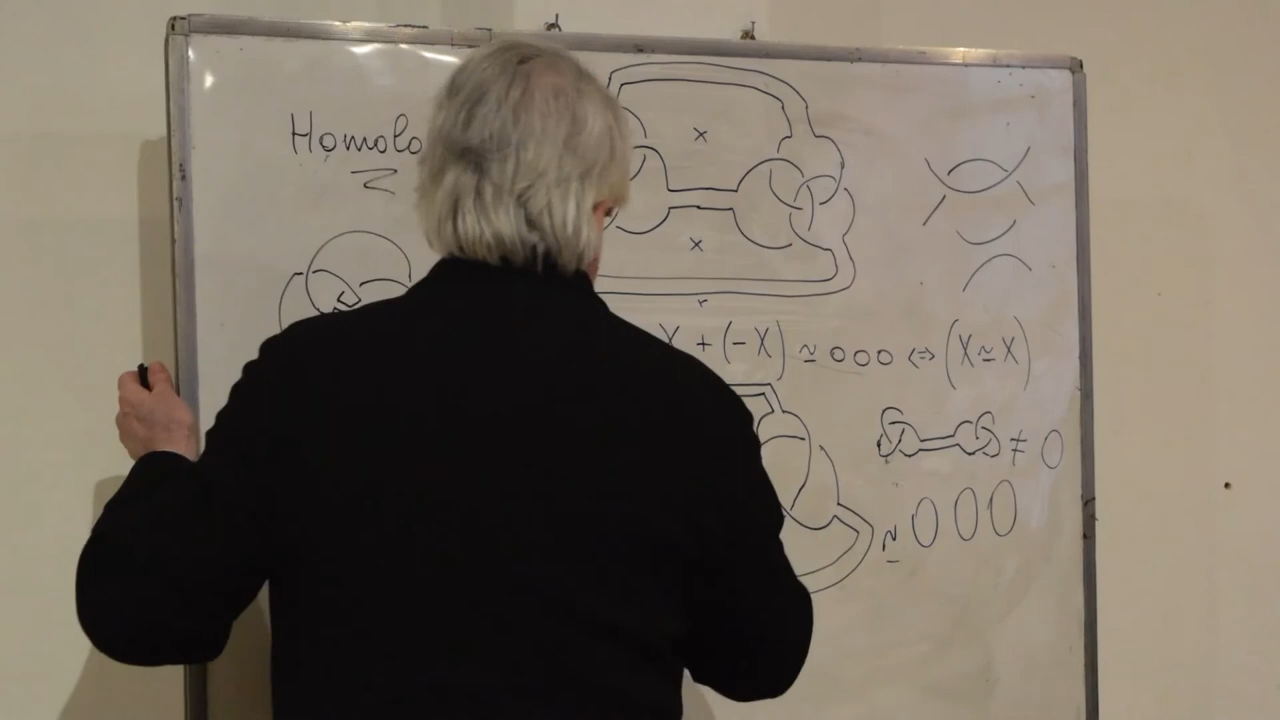 Homolo
x
x
r
X + (-X) ≃ 000 ⇔ (X ≃ X)
≠ 0
≃ 000